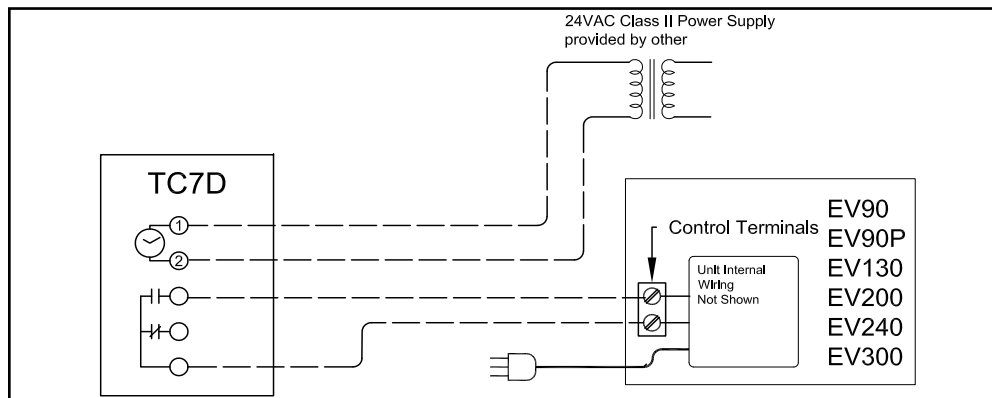 24VAC Class II Power Supply
provided by other
TC7D
1
2
Control Terminals
Unit Internal
Wiring
Not Shown
EV90
EV90P
EV130
EV200
EV240
EV300